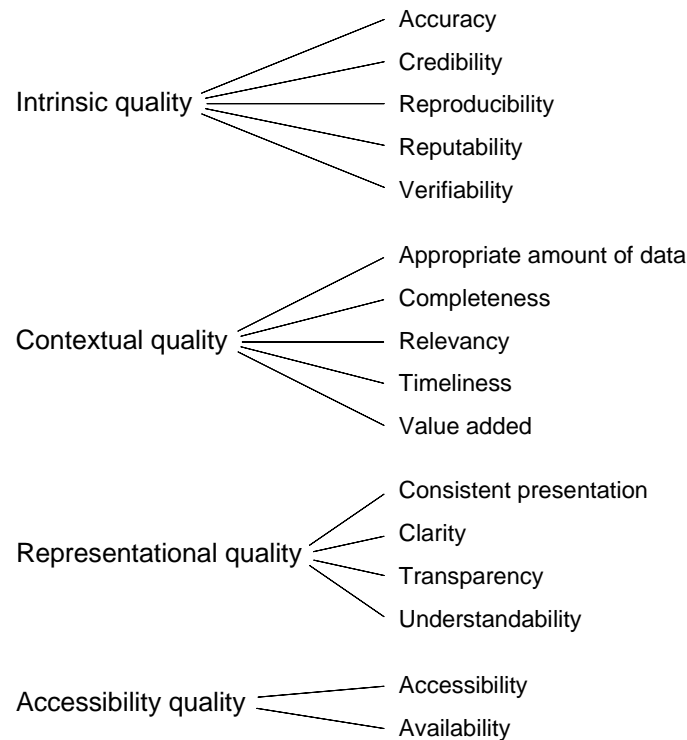 Intrinsic quality
Accuracy
Credibility
Reproducibility
Reputability
Verifiability
Contextual quality
Appropriate amount of data
Completeness
Relevancy
Timeliness
Value added
Representational quality
Consistent presentation
Clarity
Transparency
Understandability
Accessibility quality
Accessibility
Availability